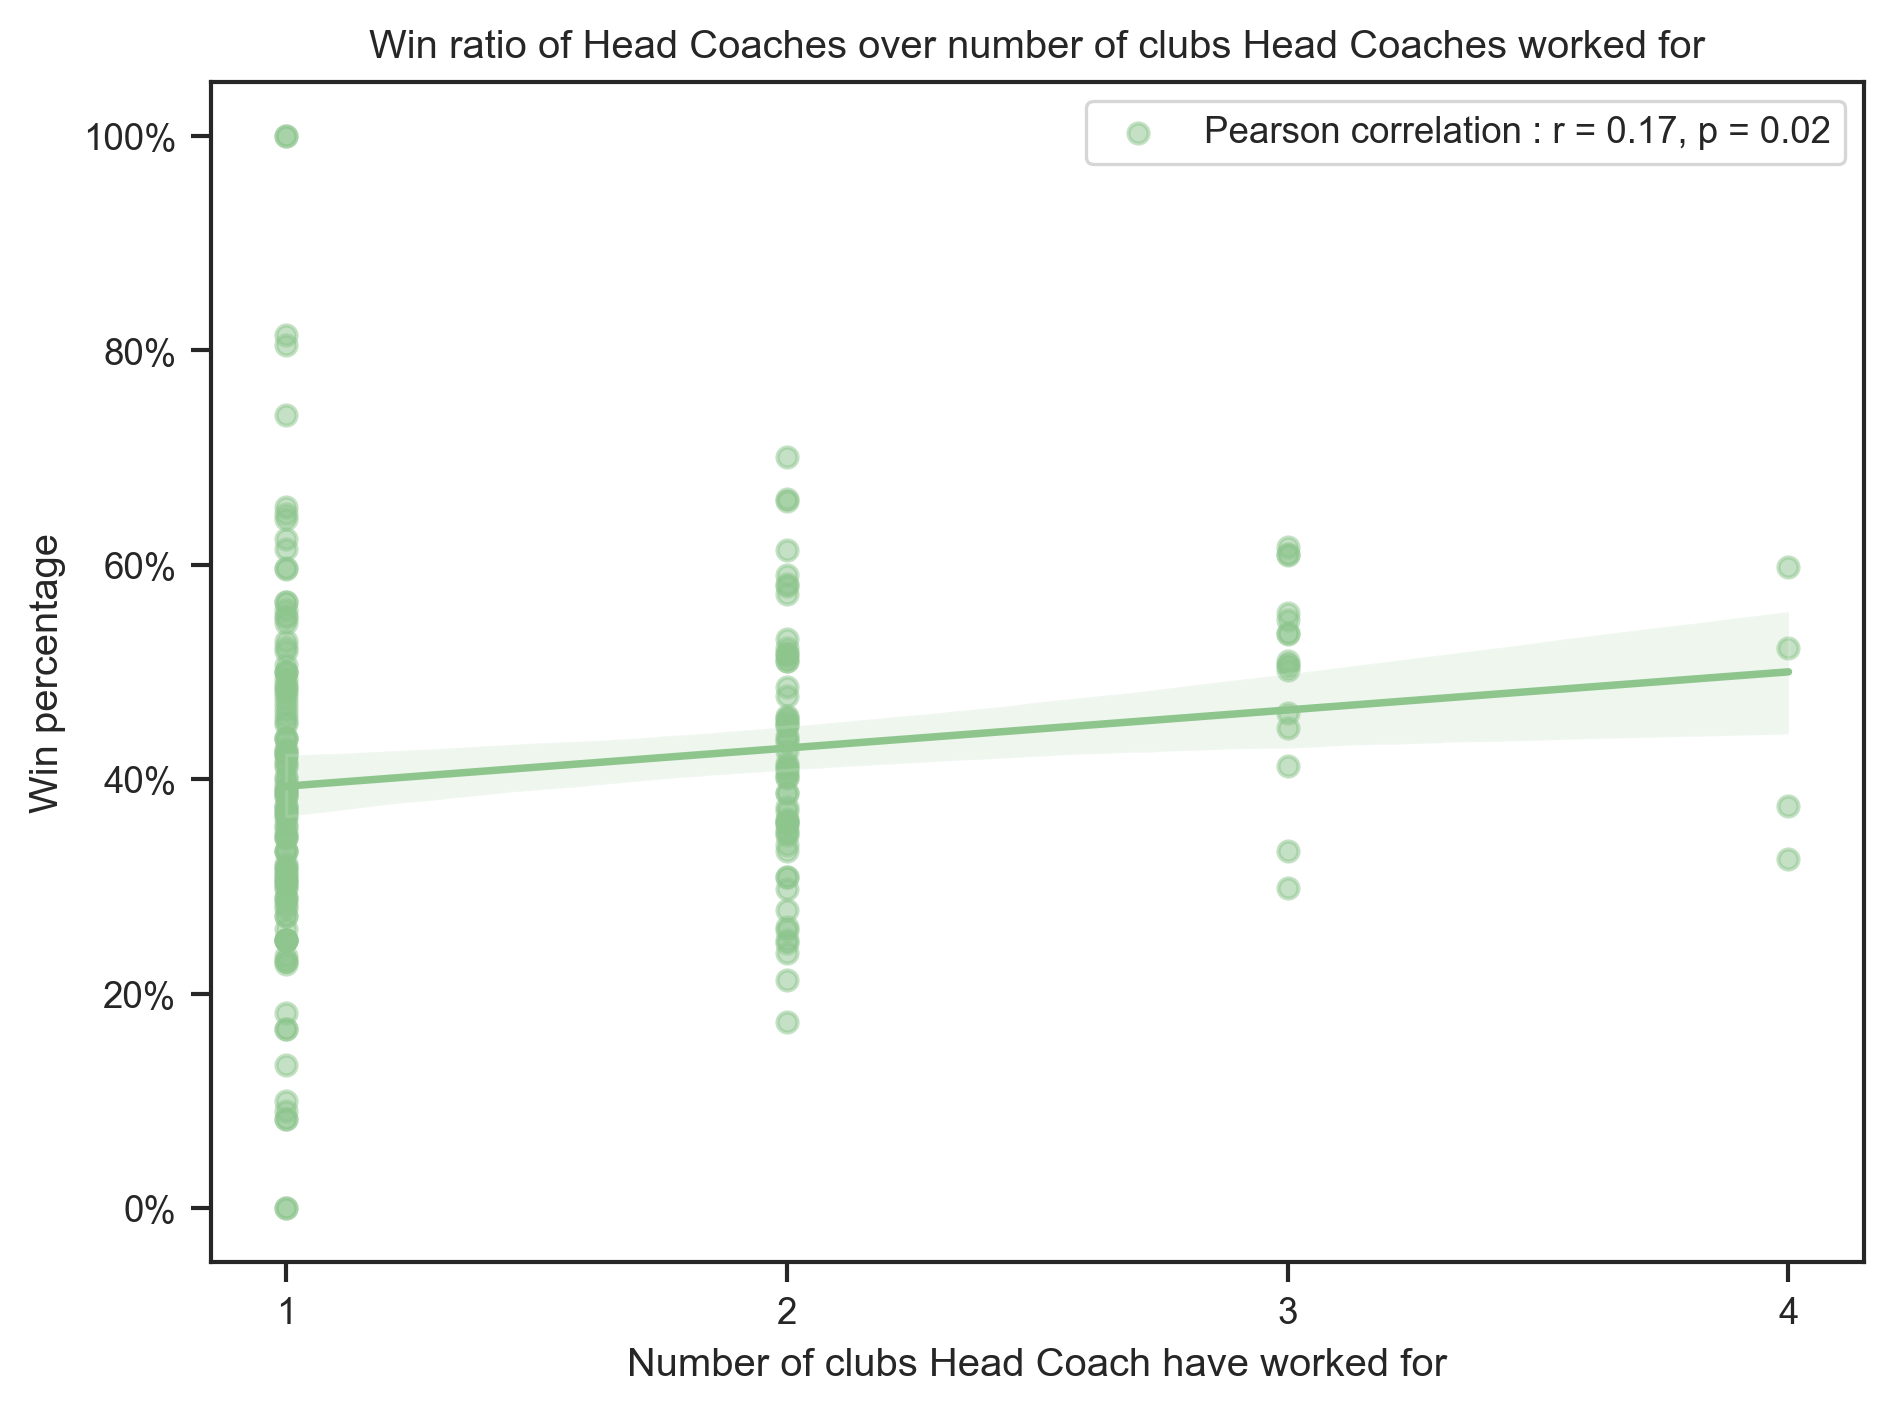 Win ratio of Head Coaches over number of clubs Head Coaches worked for
Pearson correlation : r = 0.17, p = 0.02
100%
80%
60%
40%
20%
0%
Win percentage
1 2 3 4
Number of clubs Head Coach have worked for